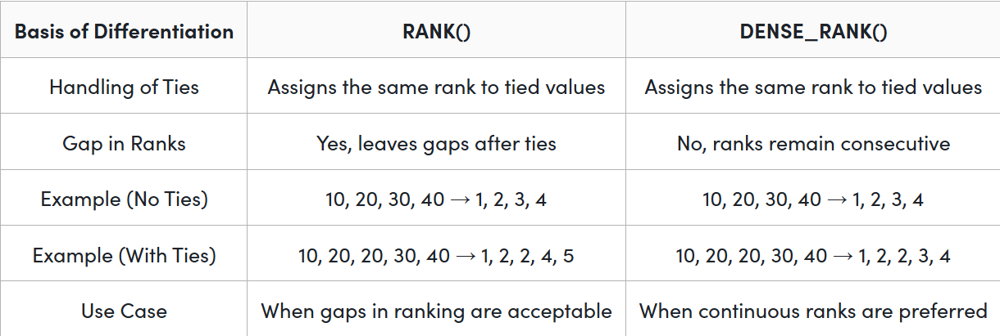 Basis of Differentiation RANK() DENSE_RANK()
Handling of Ties Assigns the same rank to tied values Assigns the same rank to tied values
Gap in Ranks Yes, leaves gaps after ties No, ranks remain consecutive
Example (No Ties) 10, 20, 30, 40 → 1, 2, 3, 4 10, 20, 30, 40 → 1, 2, 3, 4
Example (With Ties) 10, 20, 20, 30, 40 → 1, 2, 2, 4, 5 10, 20, 20, 30, 40 → 1, 2, 2, 3, 4
Use Case When gaps in ranking are acceptable When continuous ranks are preferred